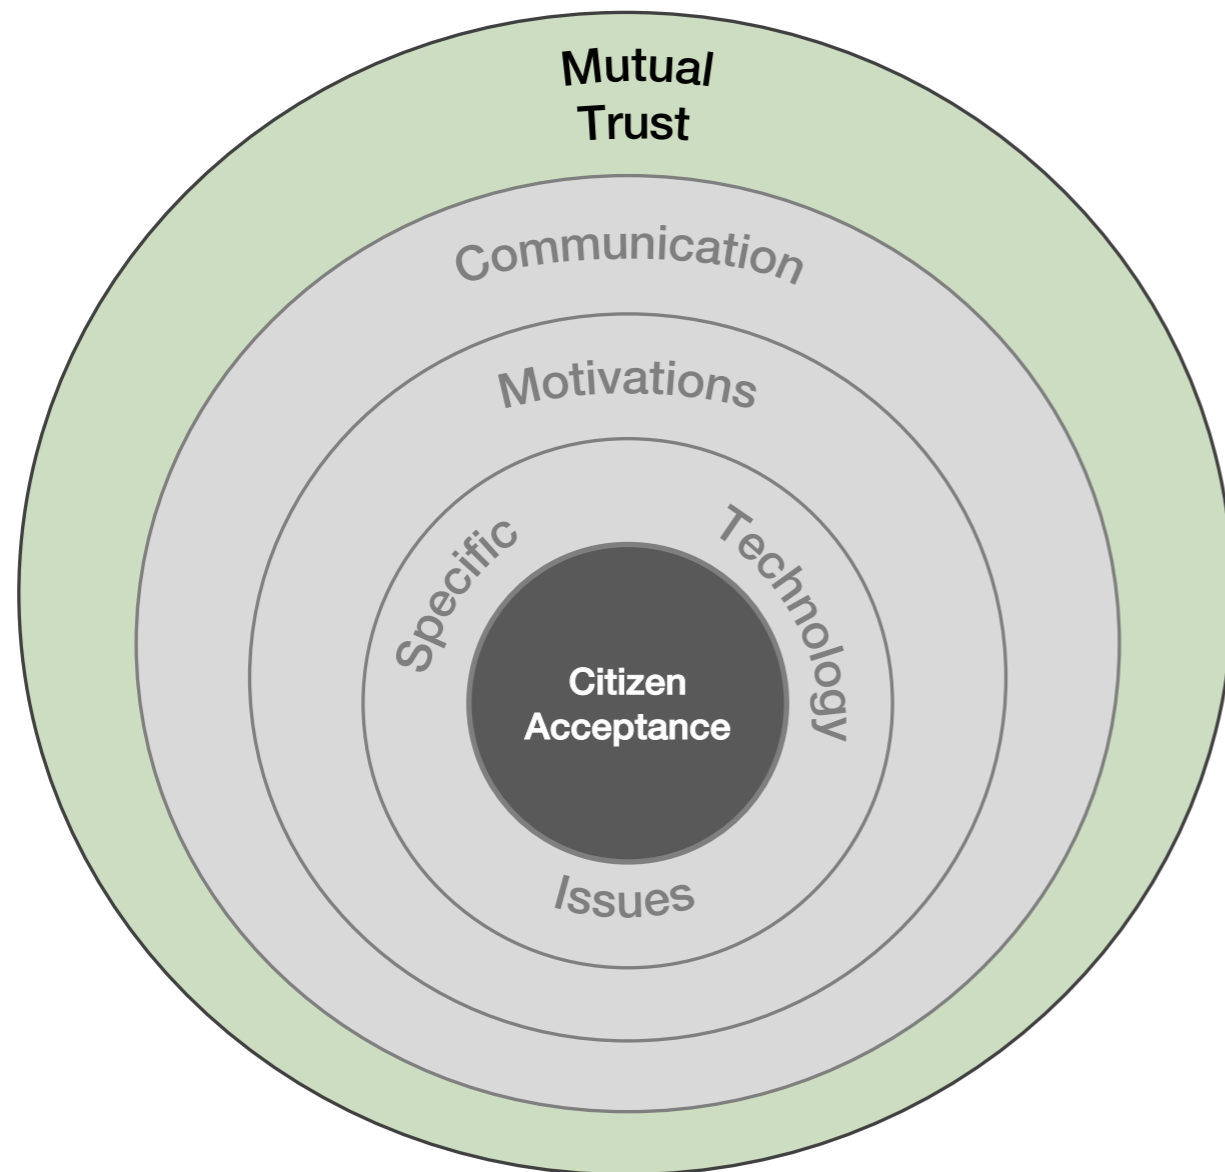 Mutual
Trust
Communication
Motivations
Specific
Technology
Citizen
Acceptance
Issues